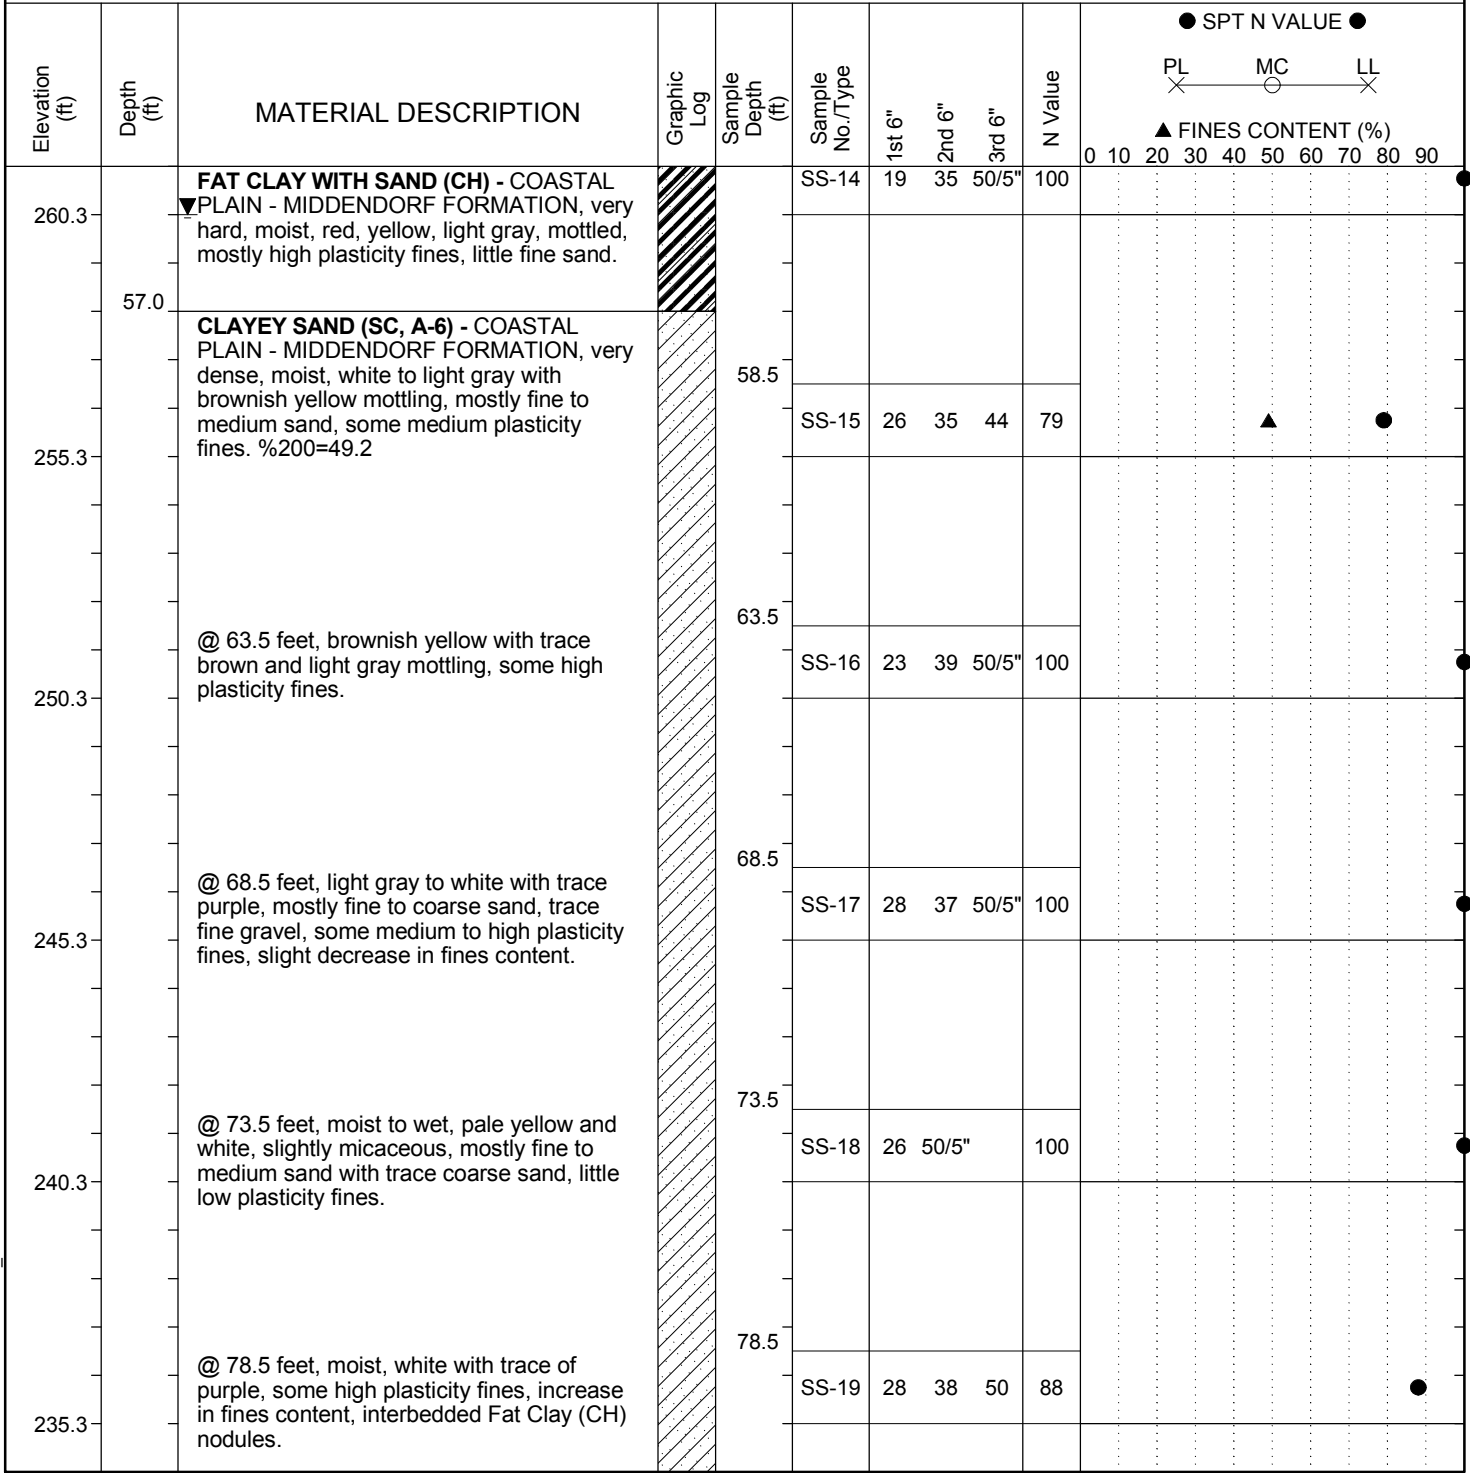 ● SPT N VALUE ●
PL MC LL
▲ FINES CONTENT (%)
0 10 20 30 40 50 60 70 80 90
Elevation (ft)
Depth (ft)
MATERIAL DESCRIPTION
Graphic Log
Sample Depth (ft)
Sample No./Type
1st 6"
2nd 6"
3rd 6"
N Value
FAT CLAY WITH SAND (CH) - COASTAL
PLAIN - MIDDENDORF FORMATION, very
hard, moist, red, yellow, light gray, mottled,
mostly high plasticity fines, little fine sand.
SS-14 19 35 50/5" 100
260.3
57.0
CLAYEY SAND (SC, A-6) - COASTAL
PLAIN - MIDDENDORF FORMATION, very
dense, moist, white to light gray with
brownish yellow mottling, mostly fine to
medium sand, some medium plasticity
fines. %200=49.2
58.5
SS-15 26 35 44 79
255.3
@ 63.5 feet, brownish yellow with trace
brown and light gray mottling, some high
plasticity fines.
63.5
SS-16 23 39 50/5" 100
250.3
@ 68.5 feet, light gray to white with trace
purple, mostly fine to coarse sand, trace
fine gravel, some medium to high plasticity
fines, slight decrease in fines content.
68.5
SS-17 28 37 50/5" 100
245.3
@ 73.5 feet, moist to wet, pale yellow and
white, slightly micaceous, mostly fine to
medium sand with trace coarse sand, little
low plasticity fines.
73.5
SS-18 26 50/5" 100
240.3
@ 78.5 feet, moist, white with trace of
purple, some high plasticity fines, increase
in fines content, interbedded Fat Clay (CH)
nodules.
78.5
SS-19 28 38 50 88
235.3